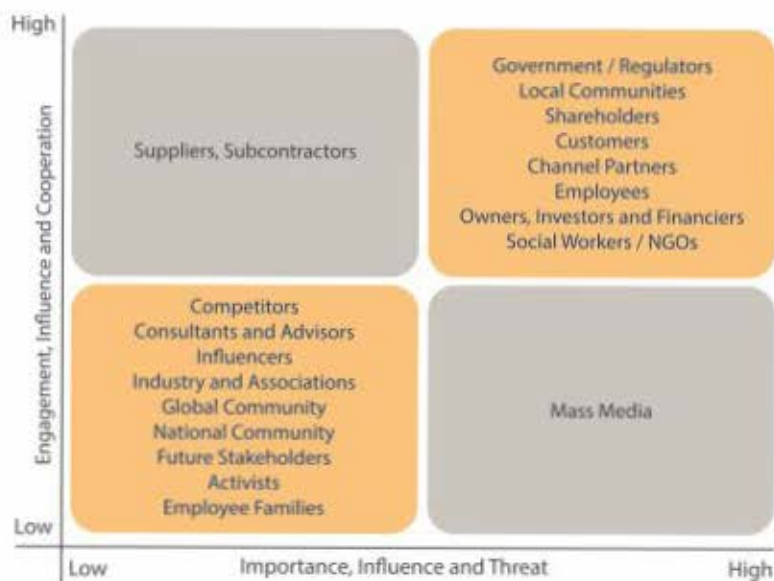 High
Engagement, Influence and Cooperation
Low
Suppliers, Subcontractors
Government / Regulators
Local Communities
Shareholders
Customers
Channel Partners
Employees
Owners, Investors and Financiers
Social Workers / NGOs
Competitors
Consultants and Advisors
Influencers
Industry and Associations
Global Community
National Community
Future Stakeholders
Activists
Employee Families
Mass Media
Low
Importance, Influence and Threat
High